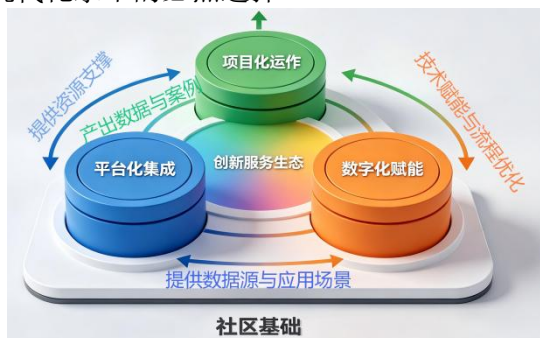 项目化运作
提供资源支撑
产出数据与案例
技术赋能与流程优化
平台化集成
创新服务生态
数字化赋能
提供数据源与应用场景
社区基础